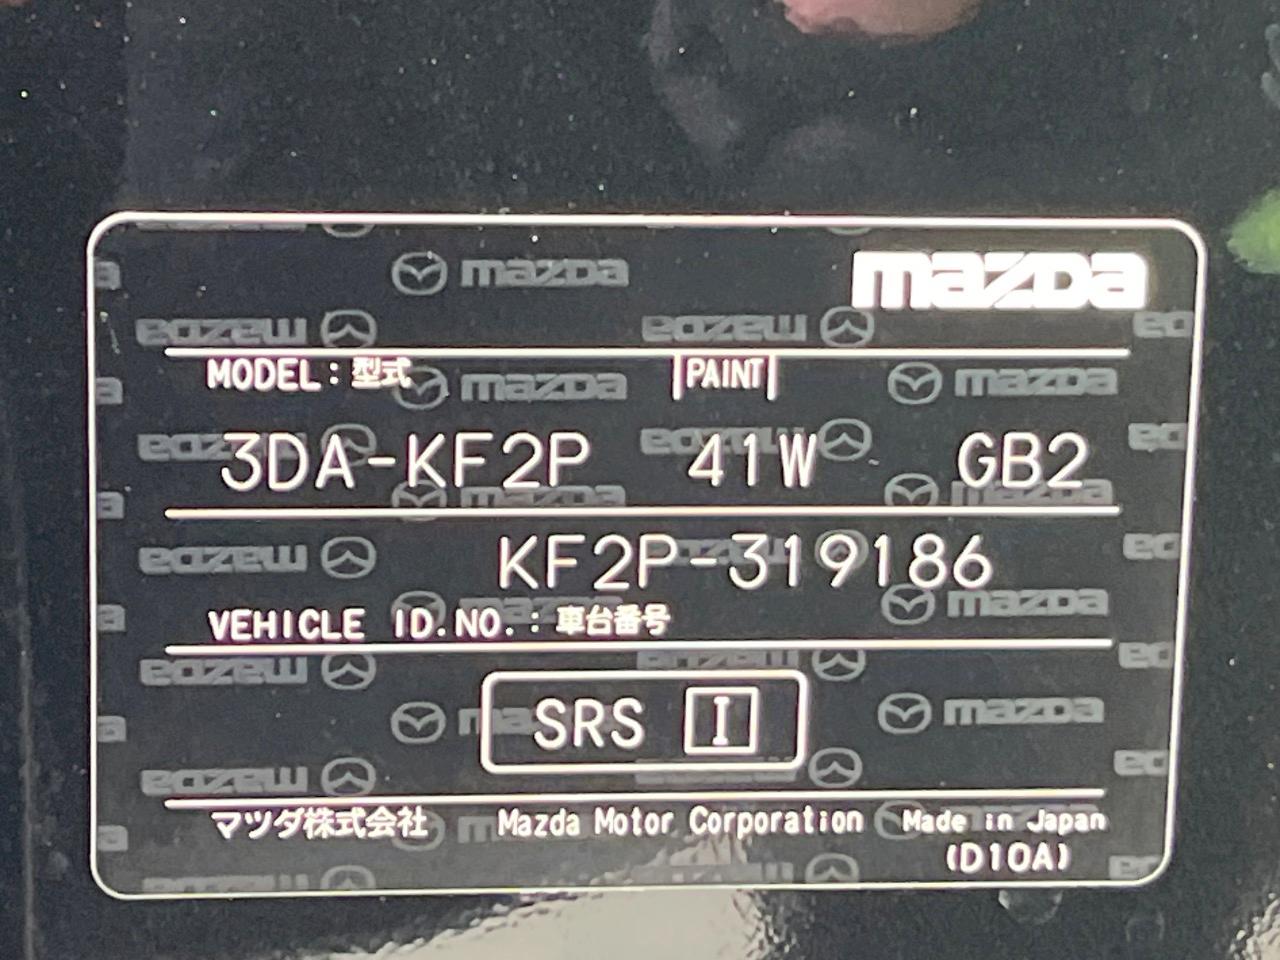 mazda
MODEL:型式 PAINT
3DA-KF2P 41W GB2
KF2P-319186
VEHICLE ID.NO.:車台番号
SRS I
マツダ株式会社 Mazda Motor Corporation Made in Japan
(D10A)